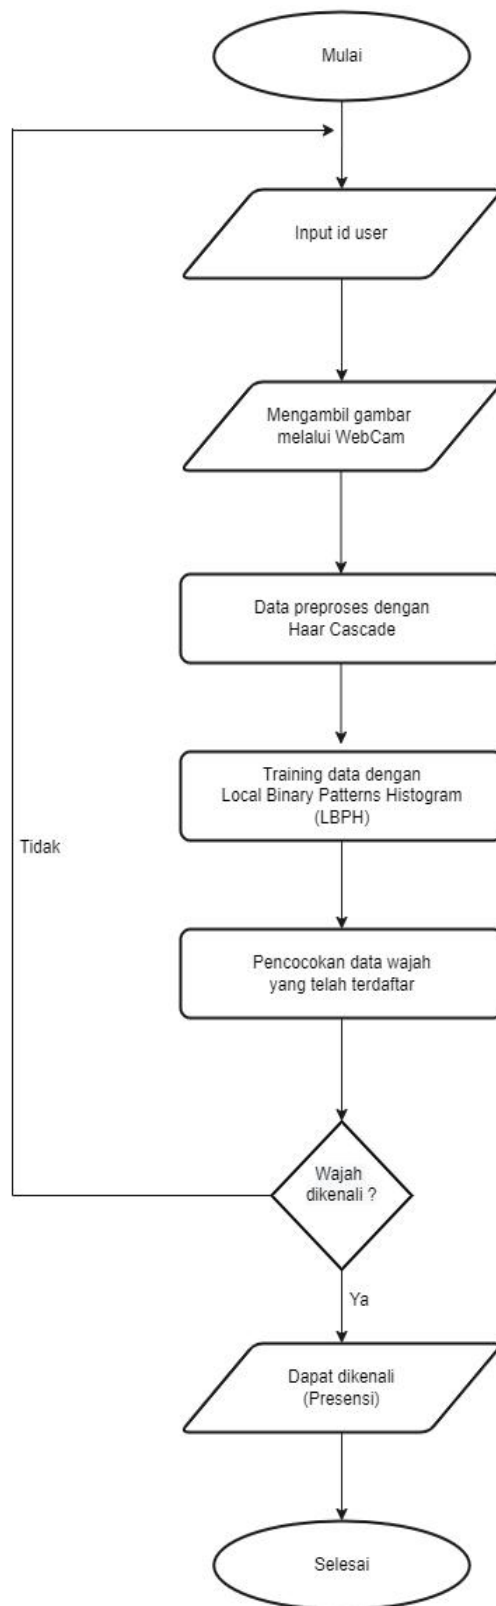 Mulai
Input id user
Mengambil gambar
melalui WebCam
Data preproses dengan
Haar Cascade
Training data dengan
Local Binary Patterns Histogram
(LBPH)
Tidak
Pencocokan data wajah
yang telah terdaftar
Wajah
dikenali ?
Ya
Dapat dikenali
(Presensi)
Selesai